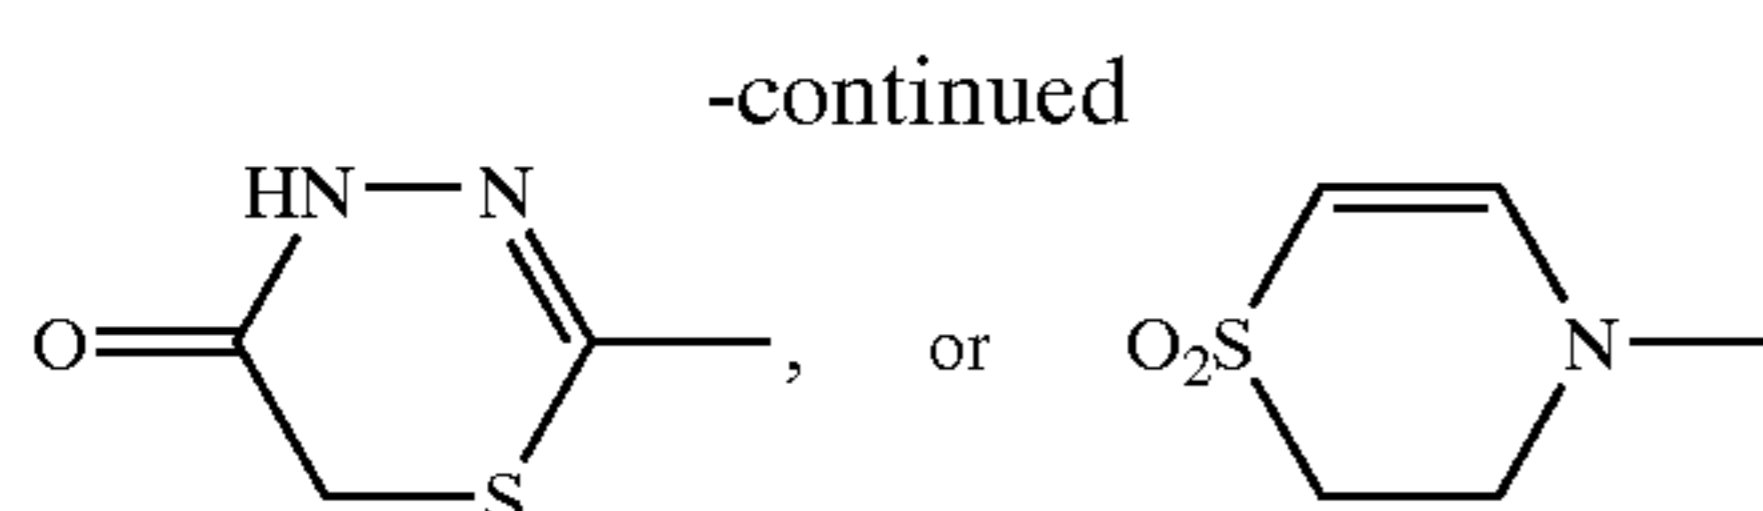 -continued
HN N
O , or O2S N
S